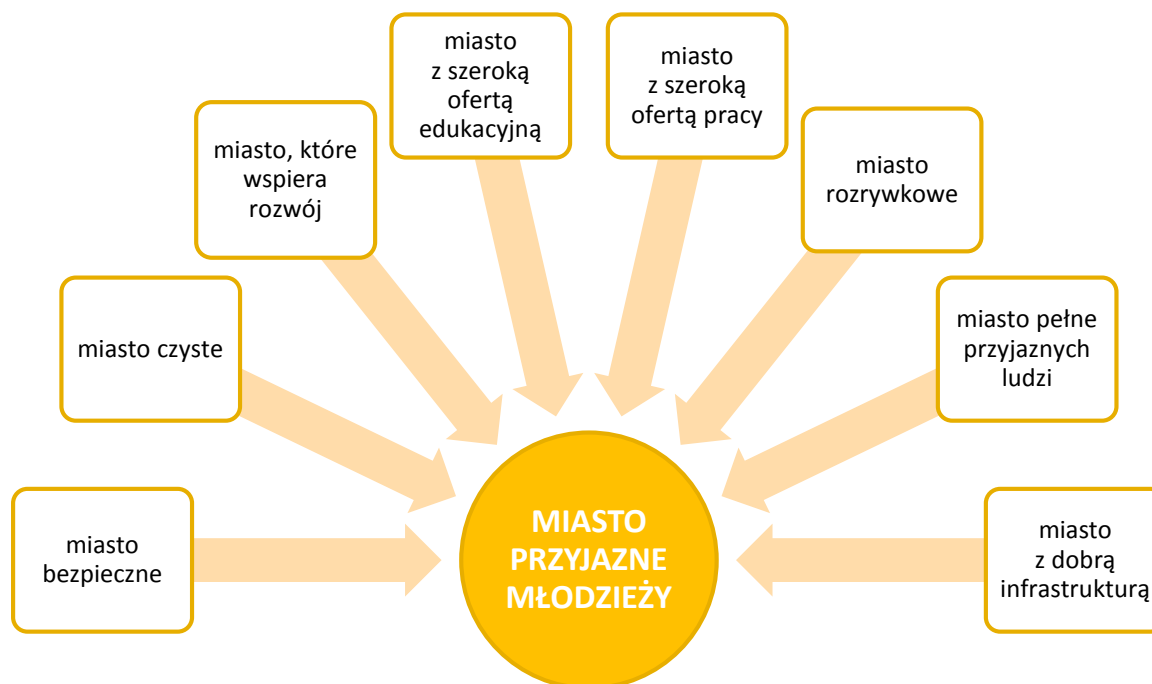 miasto
z szeroką
ofertą
edukacyjną
miasto
z szeroką
ofertą pracy
miasto, które
wspiera
rozwój
miasto
rozrywkowe
miasto czyste
miasto pełne
przyjaznych
ludzi
miasto
bezpieczne
MIASTO
PRZYJAZNE
MŁODZIEŻY
miasto
z dobrą
infrastrukturą